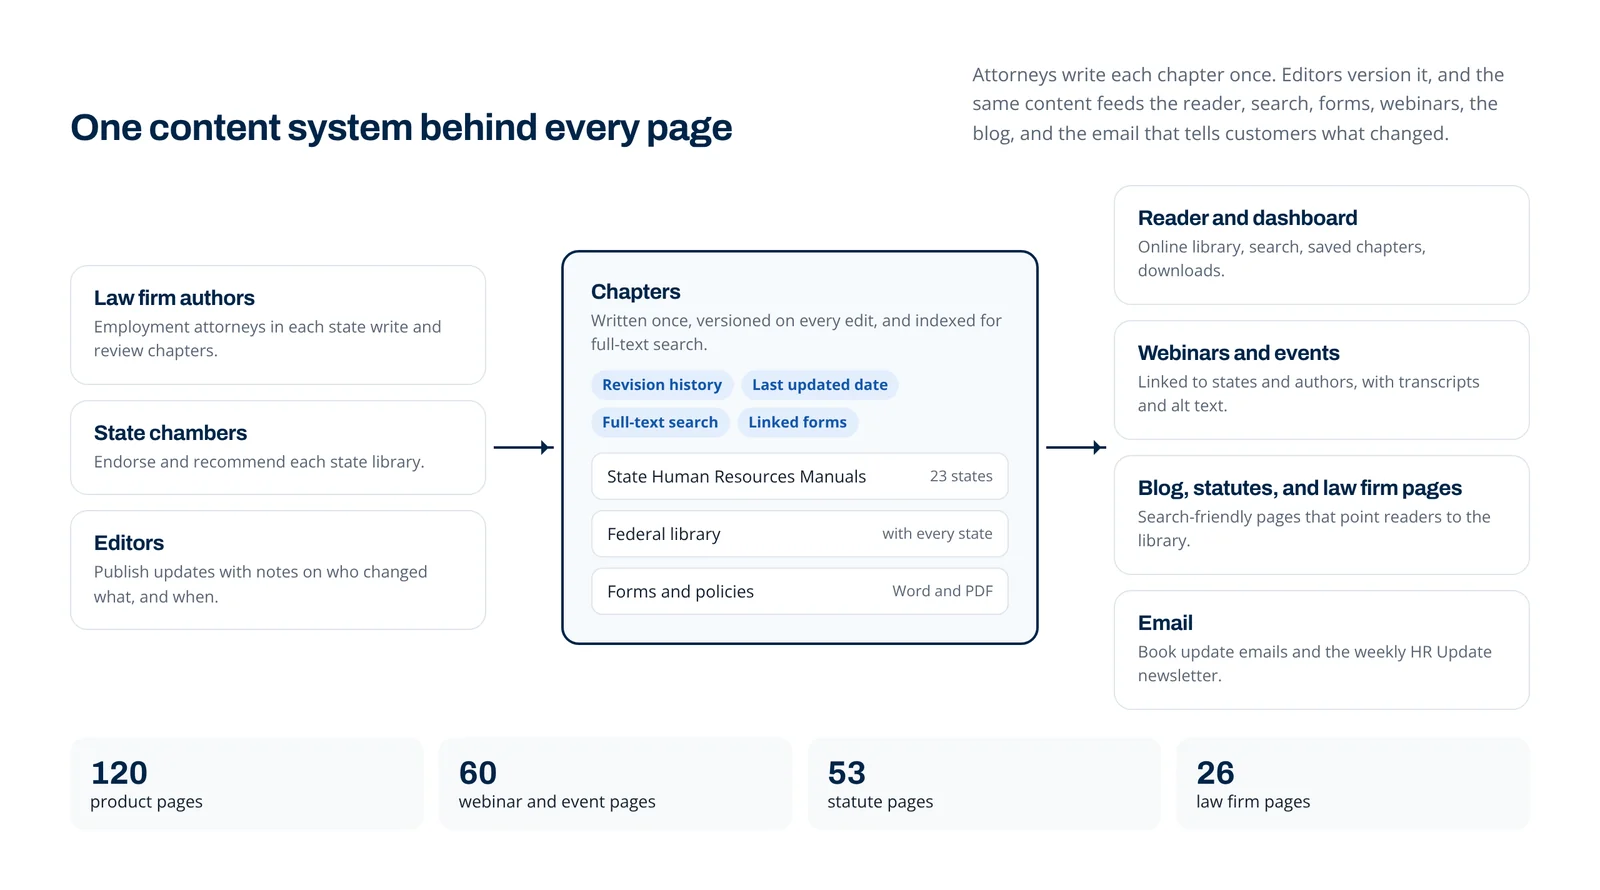 One content system behind every page
Attorneys write each chapter once. Editors version it, and the
same content feeds the reader, search, forms, webinars, the
blog, and the email that tells customers what changed.
Law firm authors
Employment attorneys in each state write and
review chapters.
State chambers
Endorse and recommend each state library.
Editors
Publish updates with notes on who changed
what, and when.
Chapters
Written once, versioned on every edit, and indexed for
full-text search.
Revision history Last updated date
Full-text search Linked forms
State Human Resources Manuals 23 states
Federal library with every state
Forms and policies Word and PDF
Reader and dashboard
Online library, search, saved chapters,
downloads.
Webinars and events
Linked to states and authors, with transcripts
and alt text.
Blog, statutes, and law firm pages
Search-friendly pages that point readers to the
library.
Email
Book update emails and the weekly HR Update
newsletter.
120
product pages
60
webinar and event pages
53
statute pages
26
law firm pages